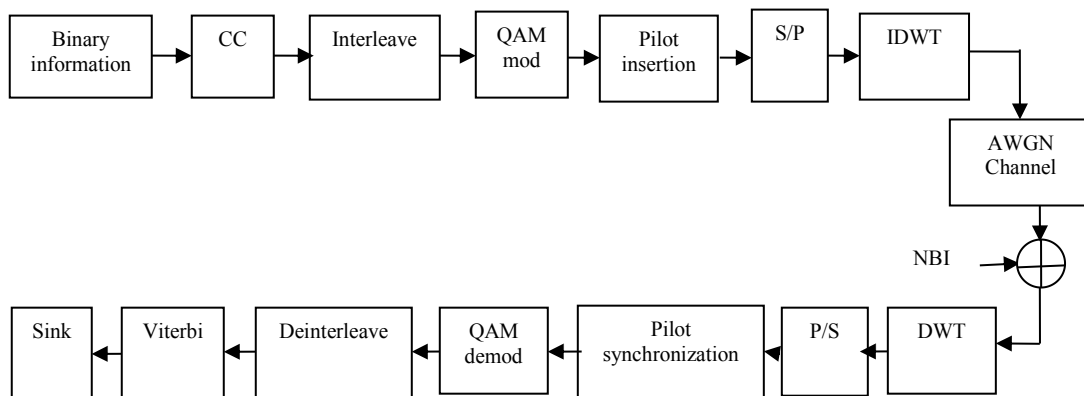 Binary
information
CC
Interleave
QAM
mod
Pilot
insertion
S/P
IDWT
AWGN
Channel
NBI
Sink
Viterbi
Deinterleave
QAM
demod
Pilot
synchronization
P/S
DWT